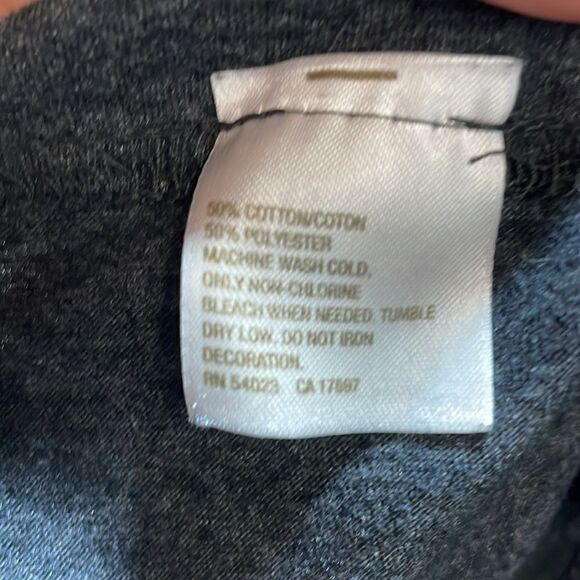 50% COTTON/COTON
50% POLYESTER
MACHINE WASH COLD,
ONLY NON-CHLORINE
BLEACH WHEN NEEDED. TUMBLE
DRY LOW. DO NOT IRON
DECORATION.
RN 54023 CA 17897